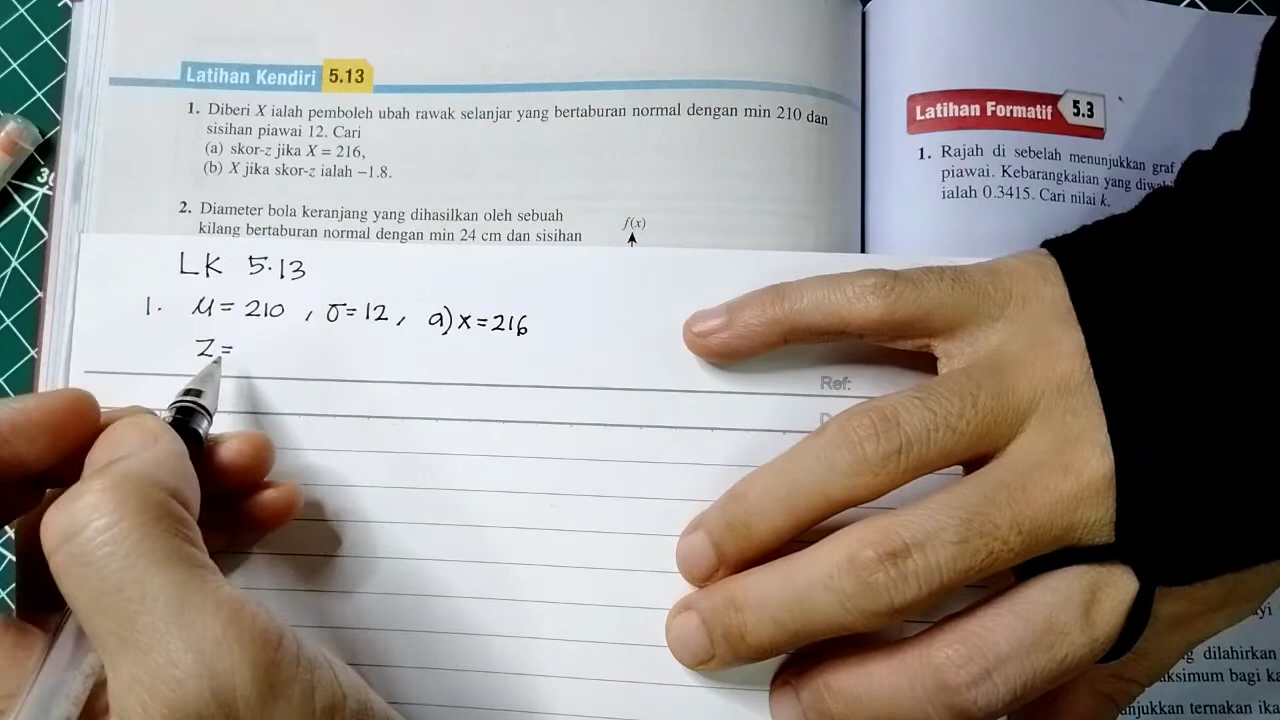 Latihan Kendiri 5.13
1. Diberi X ialah pemboleh ubah rawak selanjar yang bertaburan normal dengan min 210 dan
sisihan piawai 12. Cari
(a) skor-z jika X = 216,
(b) X jika skor-z ialah −1.8.
2. Diameter bola keranjang yang dihasilkan oleh sebuah
kilang bertaburan normal dengan min 24 cm dan sisihan
f(x)
LK 5.13
1. μ = 210 , σ = 12, a) x = 216
Z =
Ref:
Latihan Formatif 5.3
1. Rajah di sebelah menunjukkan graf
piawai. Kebarangkalian yang
ialah 0.3415. Cari nilai k.
dilahirkan
bagi
ternakan